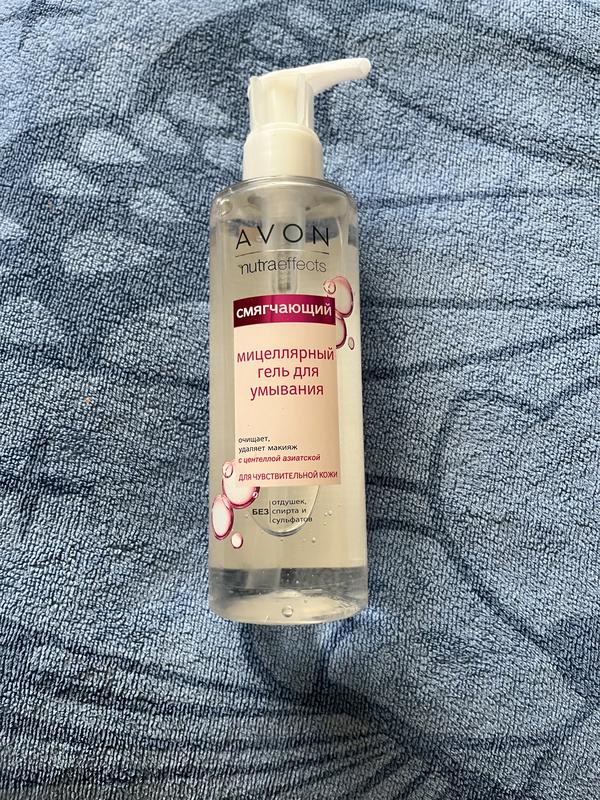 AVON
nutraeffects
смягчающий
мицеллярный
гель для
умывания
очищает,
удаляет макияж
с центеллой азиатской
ДЛЯ ЧУВСТВИТЕЛЬНОЙ КОЖИ
БЕЗ
отдушек,
спирта и
сульфатов